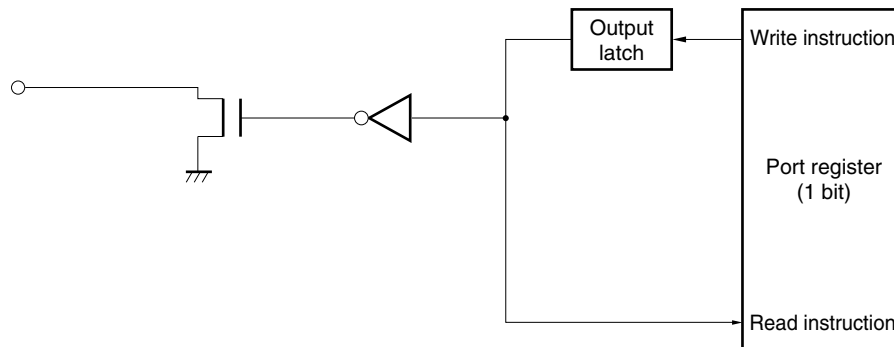 Output
latch
Write instruction
Port register
(1 bit)
Read instruction